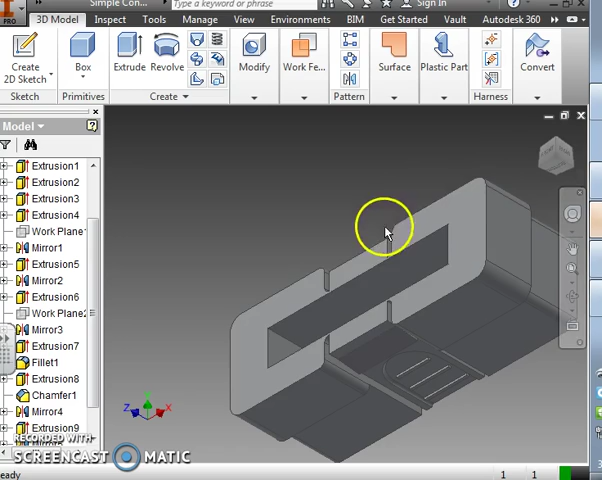 PRO
Simple Con...
Type a keyword or phrase
Sign In
3D Model Inspect Tools Manage View Environments BIM Get Started Vault Autodesk 360
Create
2D Sketch
Box
Extrude Revolve
Modify
Work Fe...
Surface
Plastic Part
Convert
Sketch Primitives Create Pattern Harness
Model
Extrusion1
Extrusion2
Extrusion3
Extrusion4
Work Plane
Mirror1
Extrusion5
Mirror2
Extrusion6
Work Plane2
Mirror3
Extrusion7
Fillet1
Extrusion8
Chamfer1
Mirror4
Extrusion9
Z X
RECORDED WITH
SCREENCAST MATIC
eady
1 1